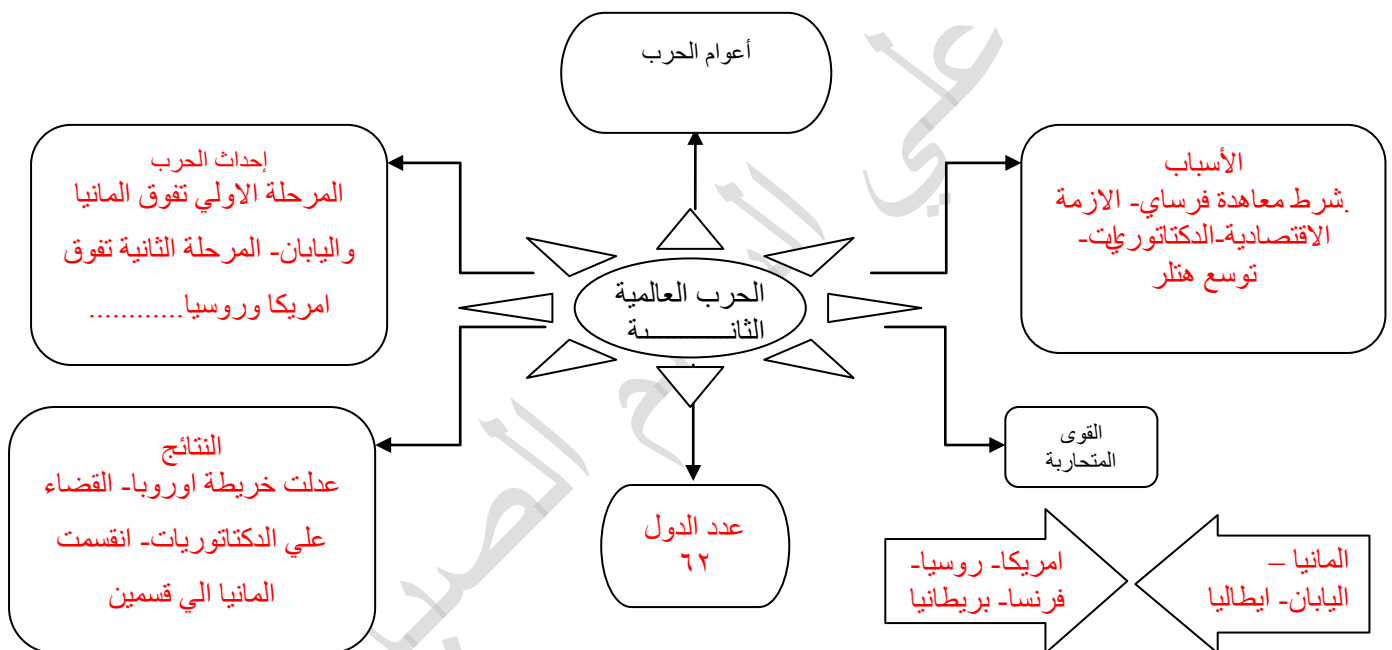 أعوام الحرب
الأسباب
.شرط معاهدة فرساي- الازمة
الاقتصادية-الدكتاتوريات-
توسع هتلر
إحداث الحرب
المرحلة الاولي تفوق المانيا
واليابان- المرحلة الثانية تفوق
امريكا وروسيا............
الحرب العالمية
الثانـــــــــية
القوى
المتحاربة
المانيا –
اليابان- ايطاليا
امريكا- روسيا-
فرنسا- بريطانيا
عدد الدول
٦٢
النتائج
عدلت خريطة اوروبا- القضاء
علي الدكتاتوريات- انقسمت
المانيا الي قسمين
علي